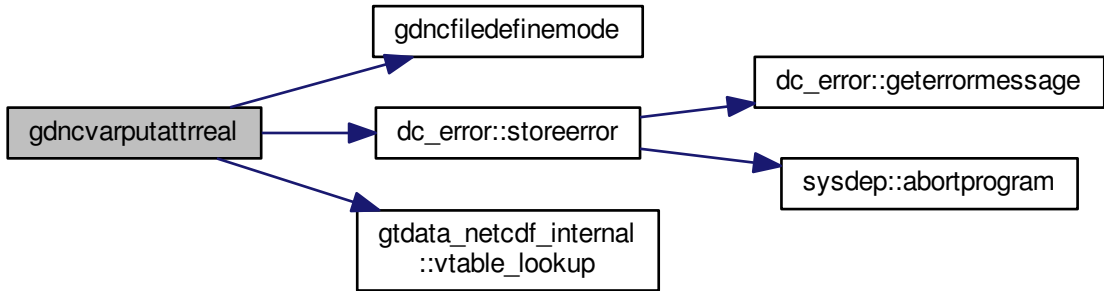 gdncfiledefinemode
dc_error::geterrormessage
gdncvarputattrreal
dc_error::storeerror
sysdep::abortprogram
gtdata_netcdf_internal
::vtable_lookup